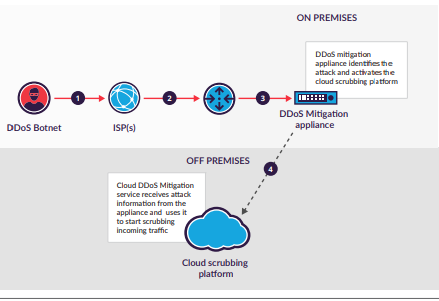 ON PREMISES
DDoS mitigation
appliance identifies the
attack and activates the
cloud scrubbing platform
1
2
3
DDoS Botnet
ISP(s)
DDoS Mitigation
appliance
OFF PREMISES
4
Cloud DDoS Mitigation
service receives attack
information from the
appliance and uses it
to start scrubbing
incoming traffic
Cloud scrubbing
platform